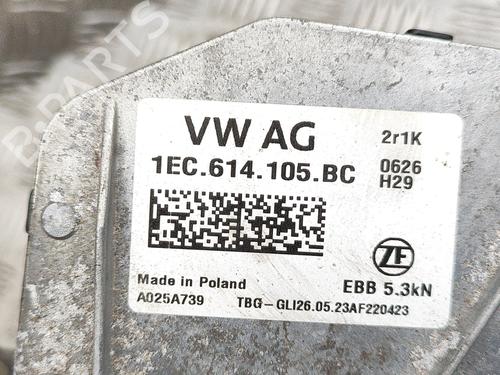 B-PARTS
VW AG
2r1K
1EC.614.105.BC
0626
H29
ZF
Made in Poland
EBB 5.3kN
A025A739
TBG-GLI26.05.23AF220423